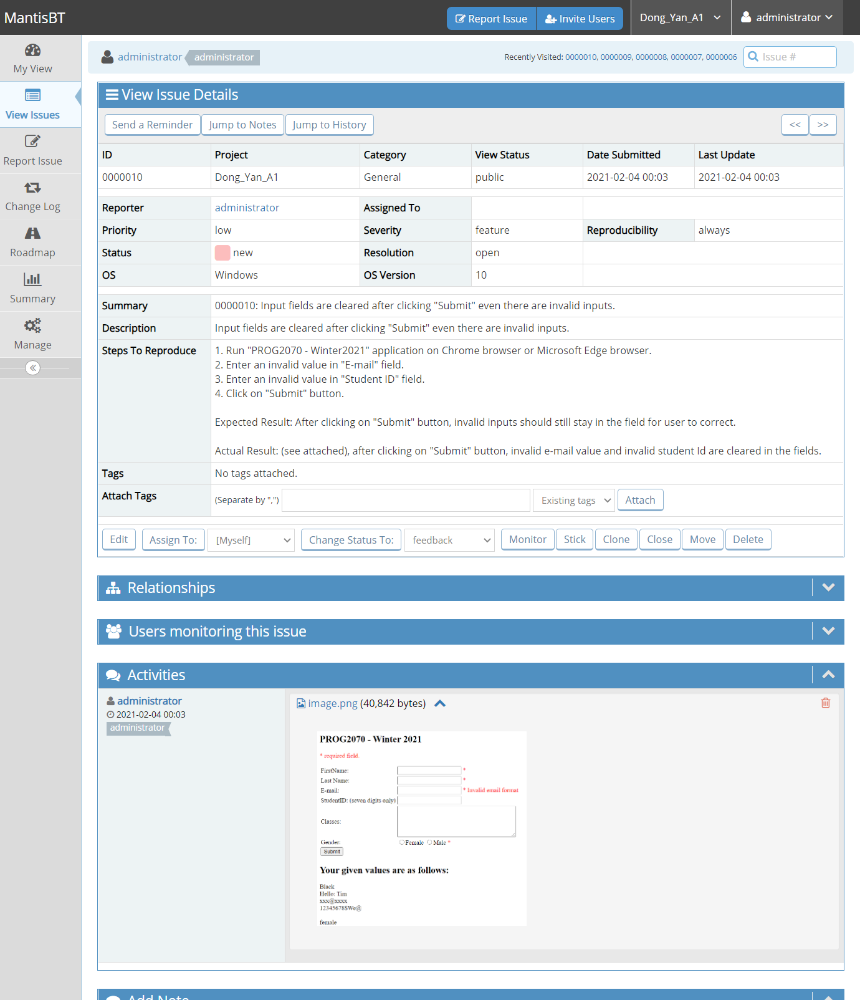 MantisBT
Report Issue
Invite Users
Dong_Yan_A1
administrator
My View
View Issues
Report Issue
Change Log
Roadmap
Summary
Manage
administrator administrator
Recently Visited: 0000010, 0000009, 0000008, 0000007, 0000006
Issue #
View Issue Details
Send a Reminder Jump to Notes Jump to History << >>
ID Project Category View Status Date Submitted Last Update
0000010 Dong_Yan_A1 General public 2021-02-04 00:03 2021-02-04 00:03
Reporter administrator Assigned To
Priority low Severity feature Reproducibility always
Status new Resolution open
OS Windows OS Version 10
Summary 0000010: Input fields are cleared after clicking "Submit" even there are invalid inputs.
Description Input fields are cleared after clicking "Submit" even there are invalid inputs.
Steps To Reproduce 1. Run "PROG2070 - Winter2021" application on Chrome browser or Microsoft Edge browser.
2. Enter an invalid value in "E-mail" field.
3. Enter an invalid value in "Student ID" field.
4. Click on "Submit" button.
Expected Result: After clicking on "Submit" button, invalid inputs should still stay in the field for user to correct.
Actual Result: (see attached), after clicking on "Submit" button, invalid e-mail value and invalid student Id are cleared in the fields.
Tags No tags attached.
Attach Tags (Separate by ",") Existing tags Attach
Edit Assign To: [Myself] Change Status To: feedback Monitor Stick Clone Close Move Delete
Relationships
Users monitoring this issue
Activities
administrator
2021-02-04 00:03
administrator
image.png (40,842 bytes)
PROG2070 - Winter 2021
* required field.
FirstName: *
Last Name: *
E-mail: * Invalid email format
StudentID: (seven digits only)
Classes:
Gender: Female Male *
Submit
Your given values are as follows:
Black
Hello: Tim
xxx@xxxx
12345678$We@
female
Add Note